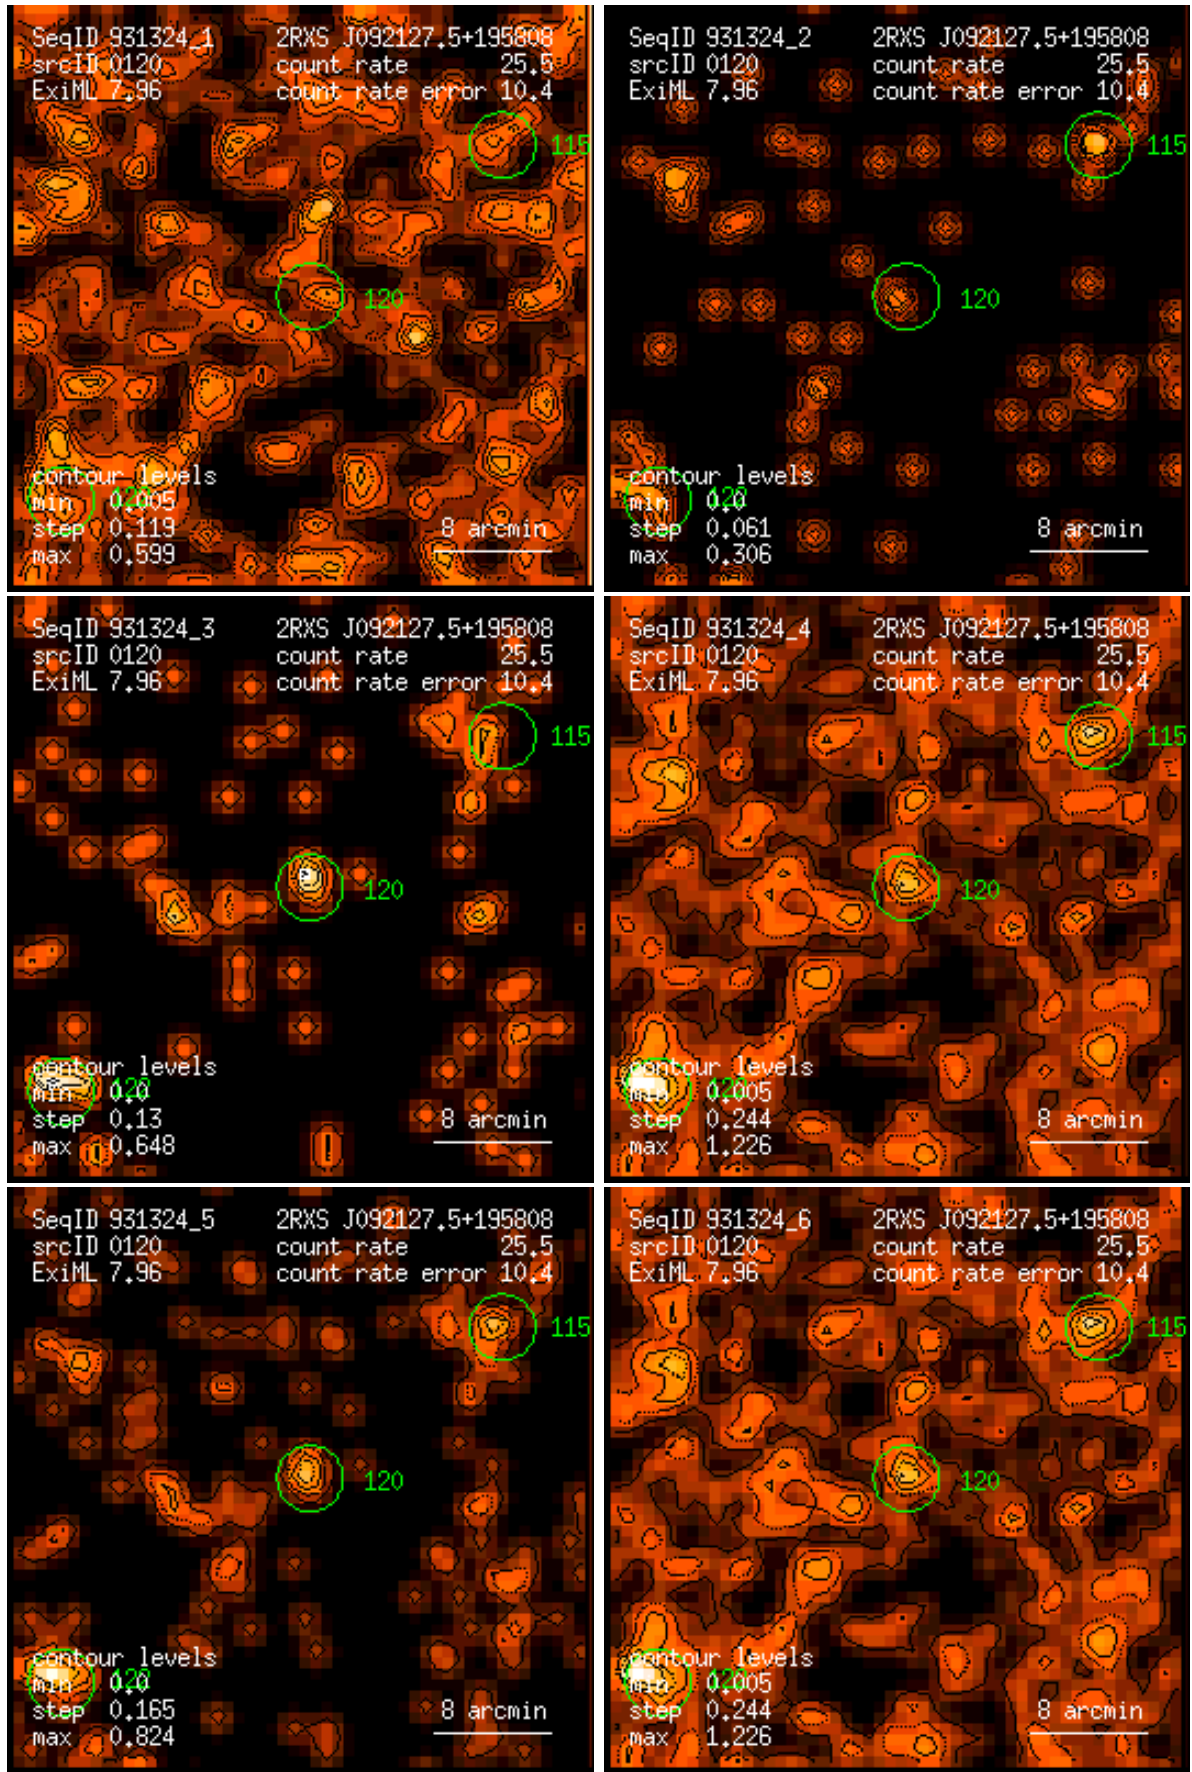 SeqID 931324_1 2RXS J092127.5+195808
srcID 0120 count rate 25.5
ExiML 7.96 count rate error 10.4
115
120
contour levels
min 0.005
step 0.119 8 arcmin
max 0.599
SeqID 931324_2 2RXS J092127.5+195808
srcID 0120 count rate 25.5
ExiML 7.96 count rate error 10.4
115
120
contour levels
min 0.0
step 0.061 8 arcmin
max 0.306
SeqID 931324_3 2RXS J092127.5+195808
srcID 0120 count rate 25.5
ExiML 7.96 count rate error 10.4
115
120
contour levels
min 0.0
step 0.13 8 arcmin
max 0.648
SeqID 931324_4 2RXS J092127.5+195808
srcID 0120 count rate 25.5
ExiML 7.96 count rate error 10.4
115
120
contour levels
min 0.005
step 0.244 8 arcmin
max 1.226
SeqID 931324_5 2RXS J092127.5+195808
srcID 0120 count rate 25.5
ExiML 7.96 count rate error 10.4
115
120
contour levels
min 0.0
step 0.165 8 arcmin
max 0.824
SeqID 931324_6 2RXS J092127.5+195808
srcID 0120 count rate 25.5
ExiML 7.96 count rate error 10.4
115
120
contour levels
min 0.005
step 0.244 8 arcmin
max 1.226